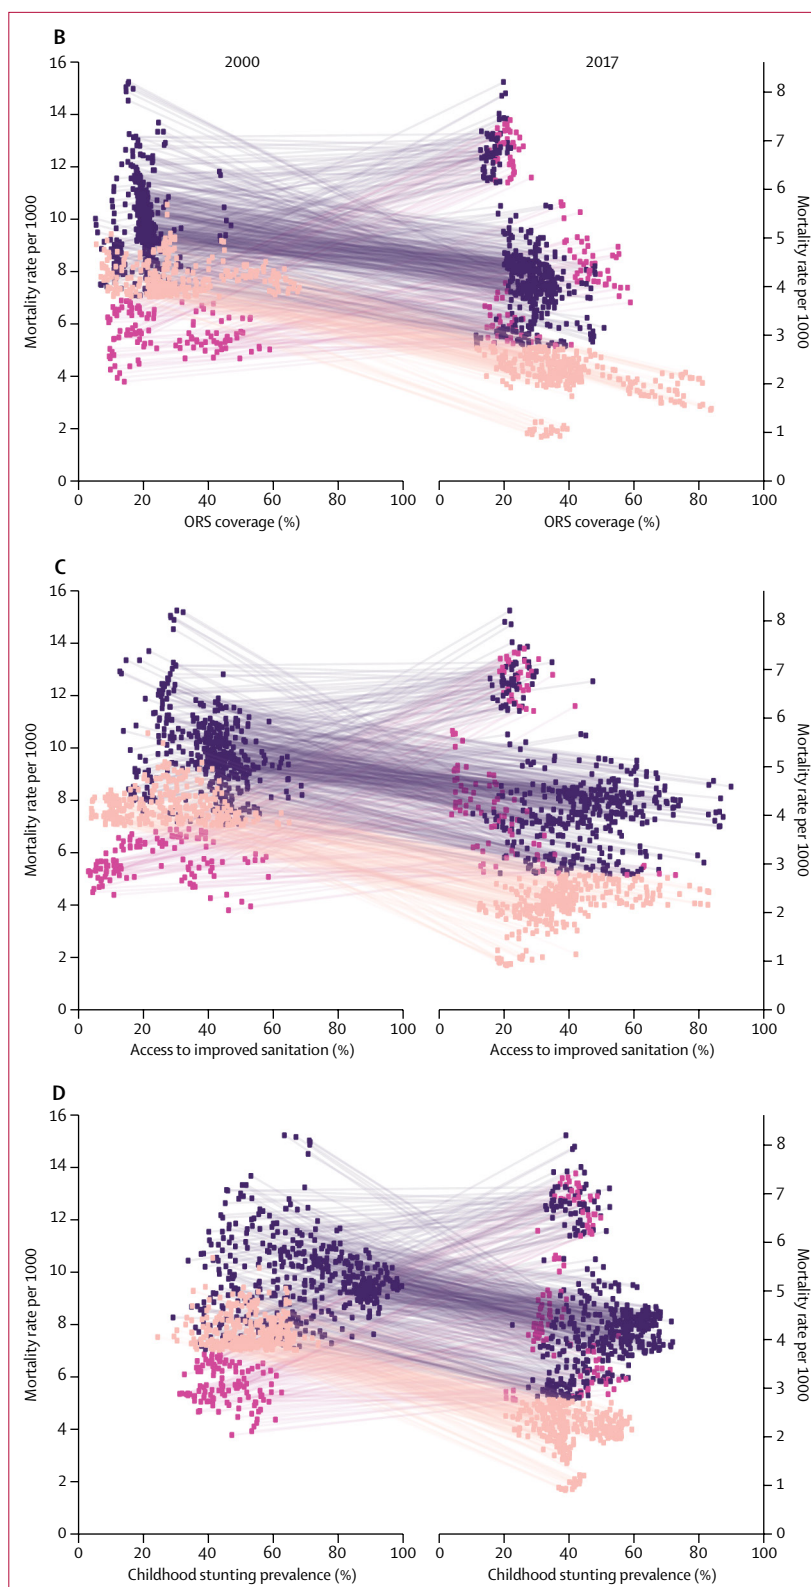 B
2000
2017
16
14
12
10
8
6
4
2
0
Mortality rate per 1000
8
7
6
5
4
3
2
1
0
Mortality rate per 1000
0 20 40 60 80 100
0 20 40 60 80 100
ORS coverage (%)
ORS coverage (%)
C
16
14
12
10
8
6
4
2
0
Mortality rate per 1000
8
7
6
5
4
3
2
1
0
Mortality rate per 1000
0 20 40 60 80 100
0 20 40 60 80 100
Access to improved sanitation (%)
Access to improved sanitation (%)
D
16
14
12
10
8
6
4
2
0
Mortality rate per 1000
8
7
6
5
4
3
2
1
0
Mortality rate per 1000
0 20 40 60 80 100
0 20 40 60 80 100
Childhood stunting prevalence (%)
Childhood stunting prevalence (%)